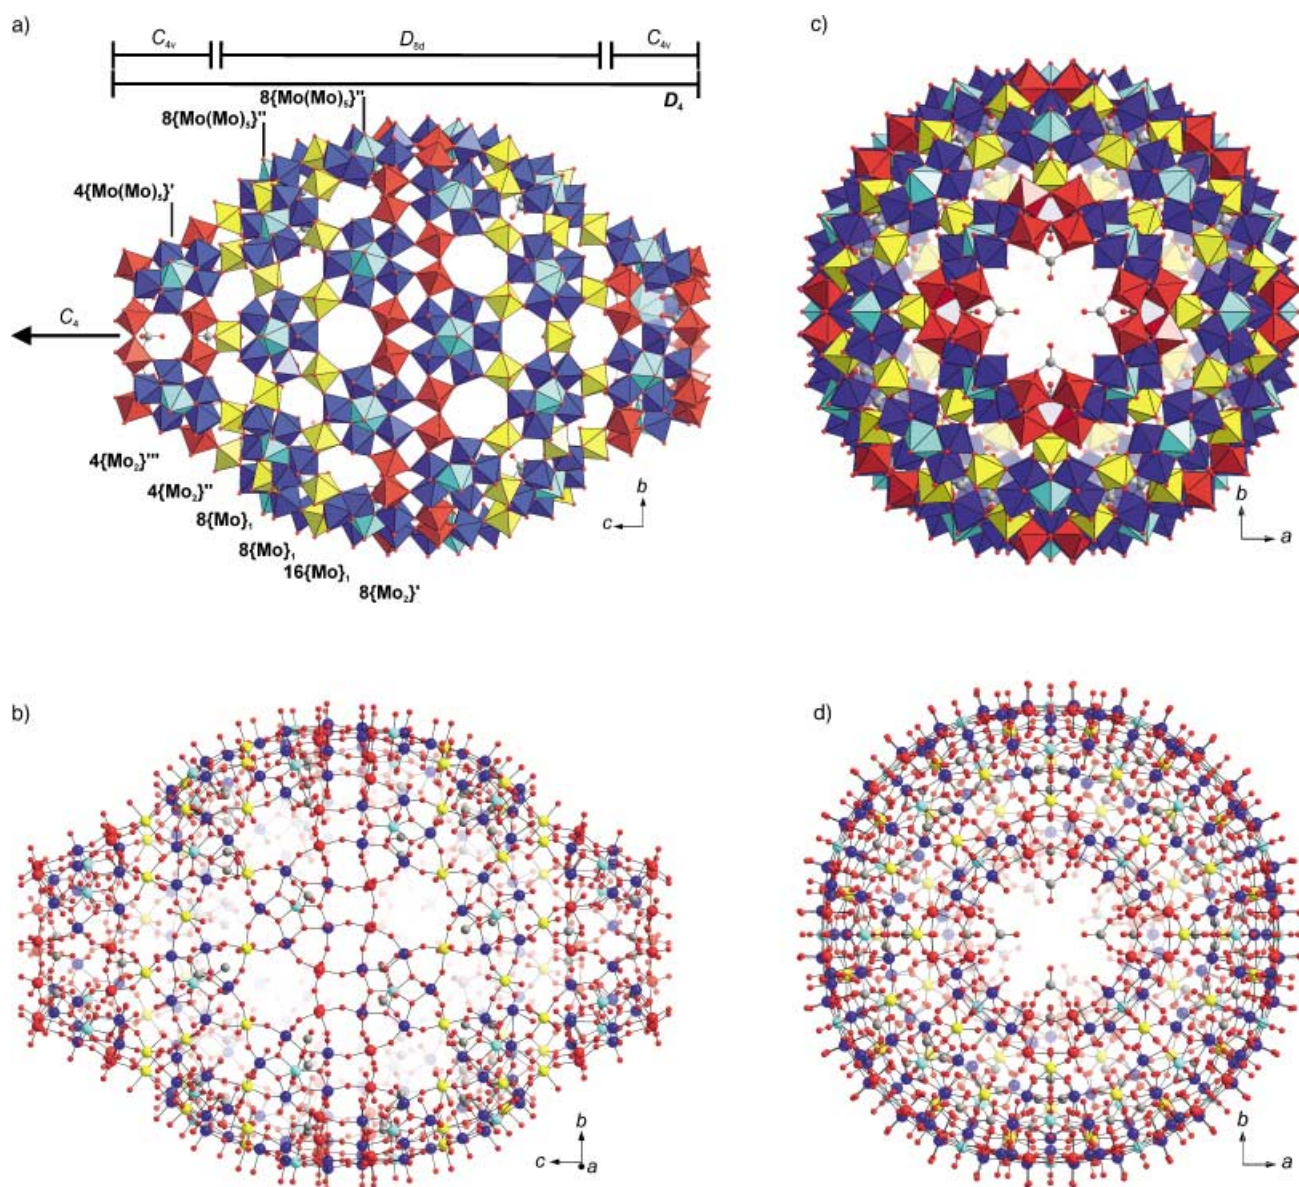 a)
C4v
D8d
C4v
D4
8{Mo(Mo)5}''
8{Mo(Mo)5}''
4{Mo(Mo)5}'
C4
4{Mo2}'''
4{Mo2}''
8{Mo}1
8{Mo}1
16{Mo}1
8{Mo2}'
b
c
c)
b
a
b)
b
c
a
d)
b
a